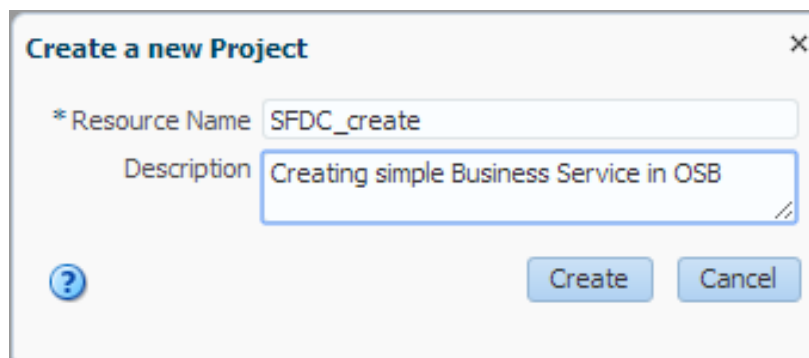 Create a new Project
* Resource Name SFDC_create
Description Creating simple Business Service in OSB
Create Cancel